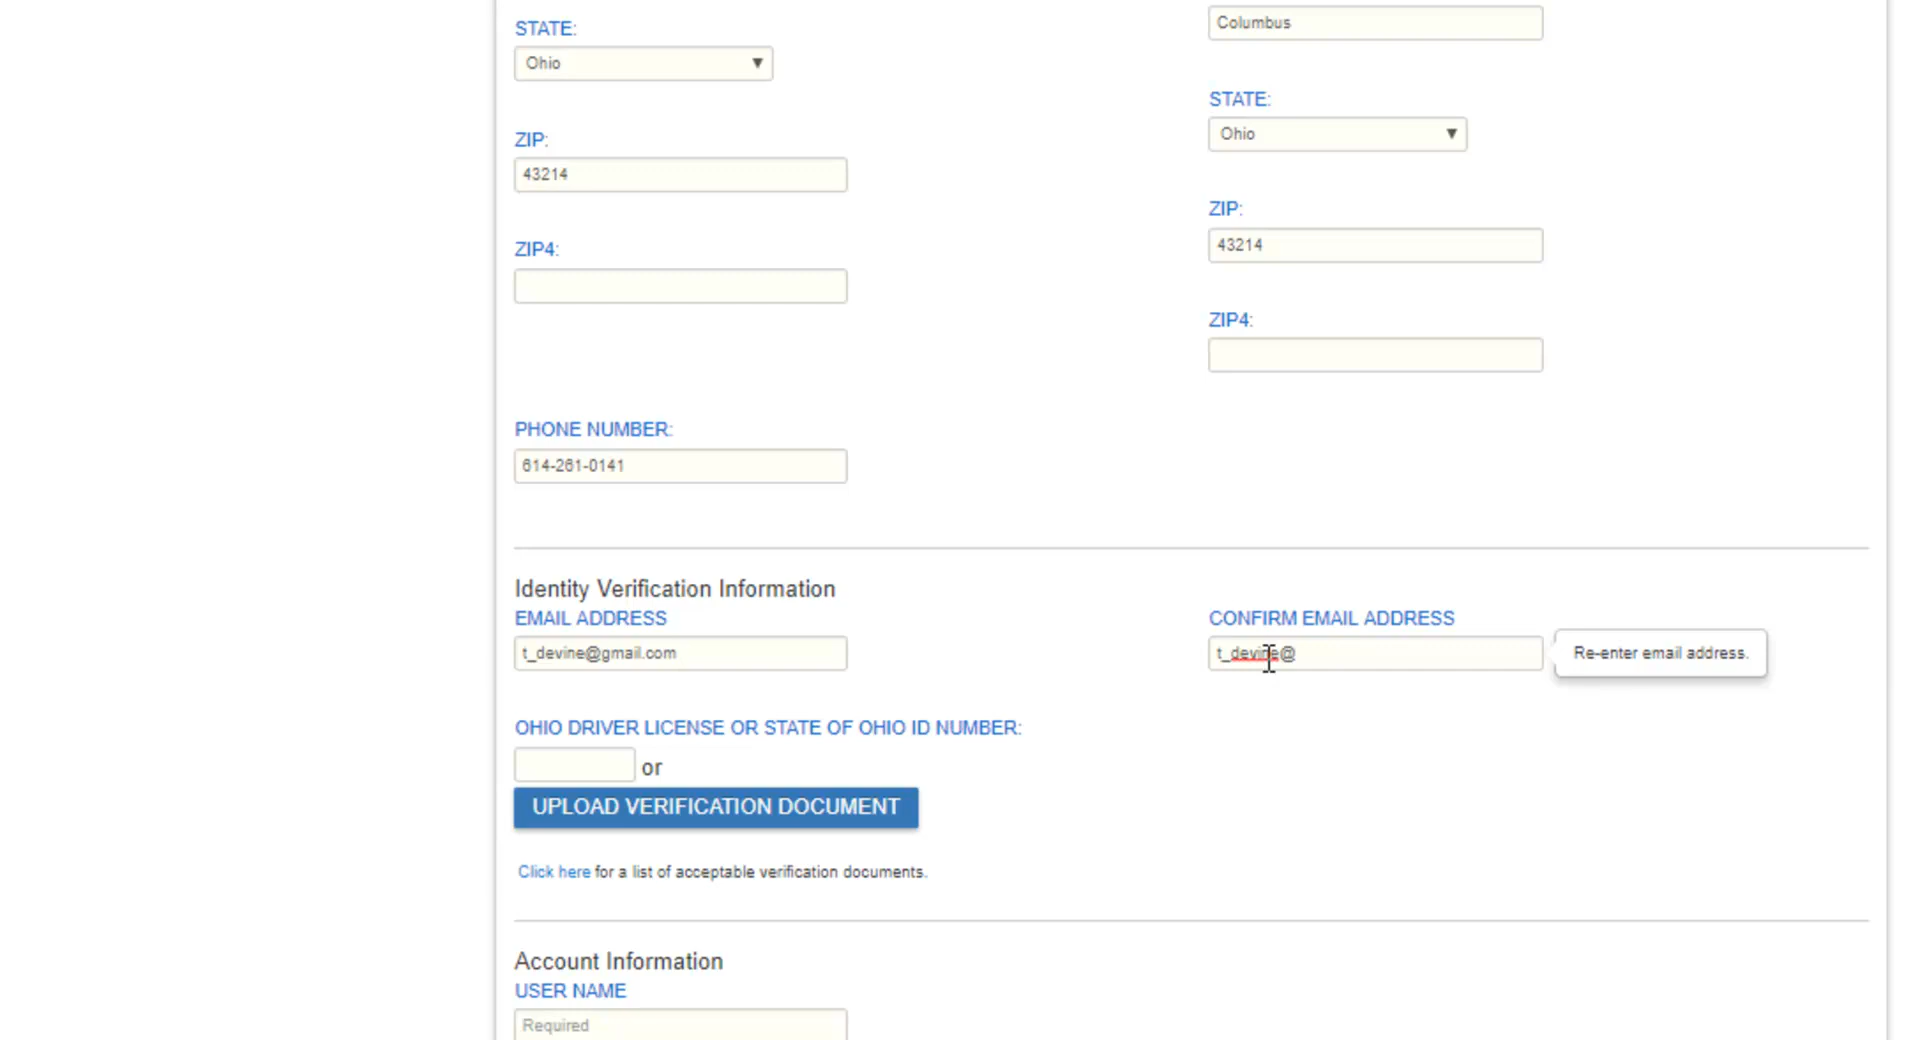 STATE:
Ohio
ZIP:
43214
ZIP4:
Columbus
STATE:
Ohio
ZIP:
43214
ZIP4:
PHONE NUMBER:
614-261-0141
Identity Verification Information
EMAIL ADDRESS
t_devine@gmail.com
CONFIRM EMAIL ADDRESS
t_devine@
Re-enter email address.
OHIO DRIVER LICENSE OR STATE OF OHIO ID NUMBER:
or
UPLOAD VERIFICATION DOCUMENT
Click here for a list of acceptable verification documents.
Account Information
USER NAME
Required